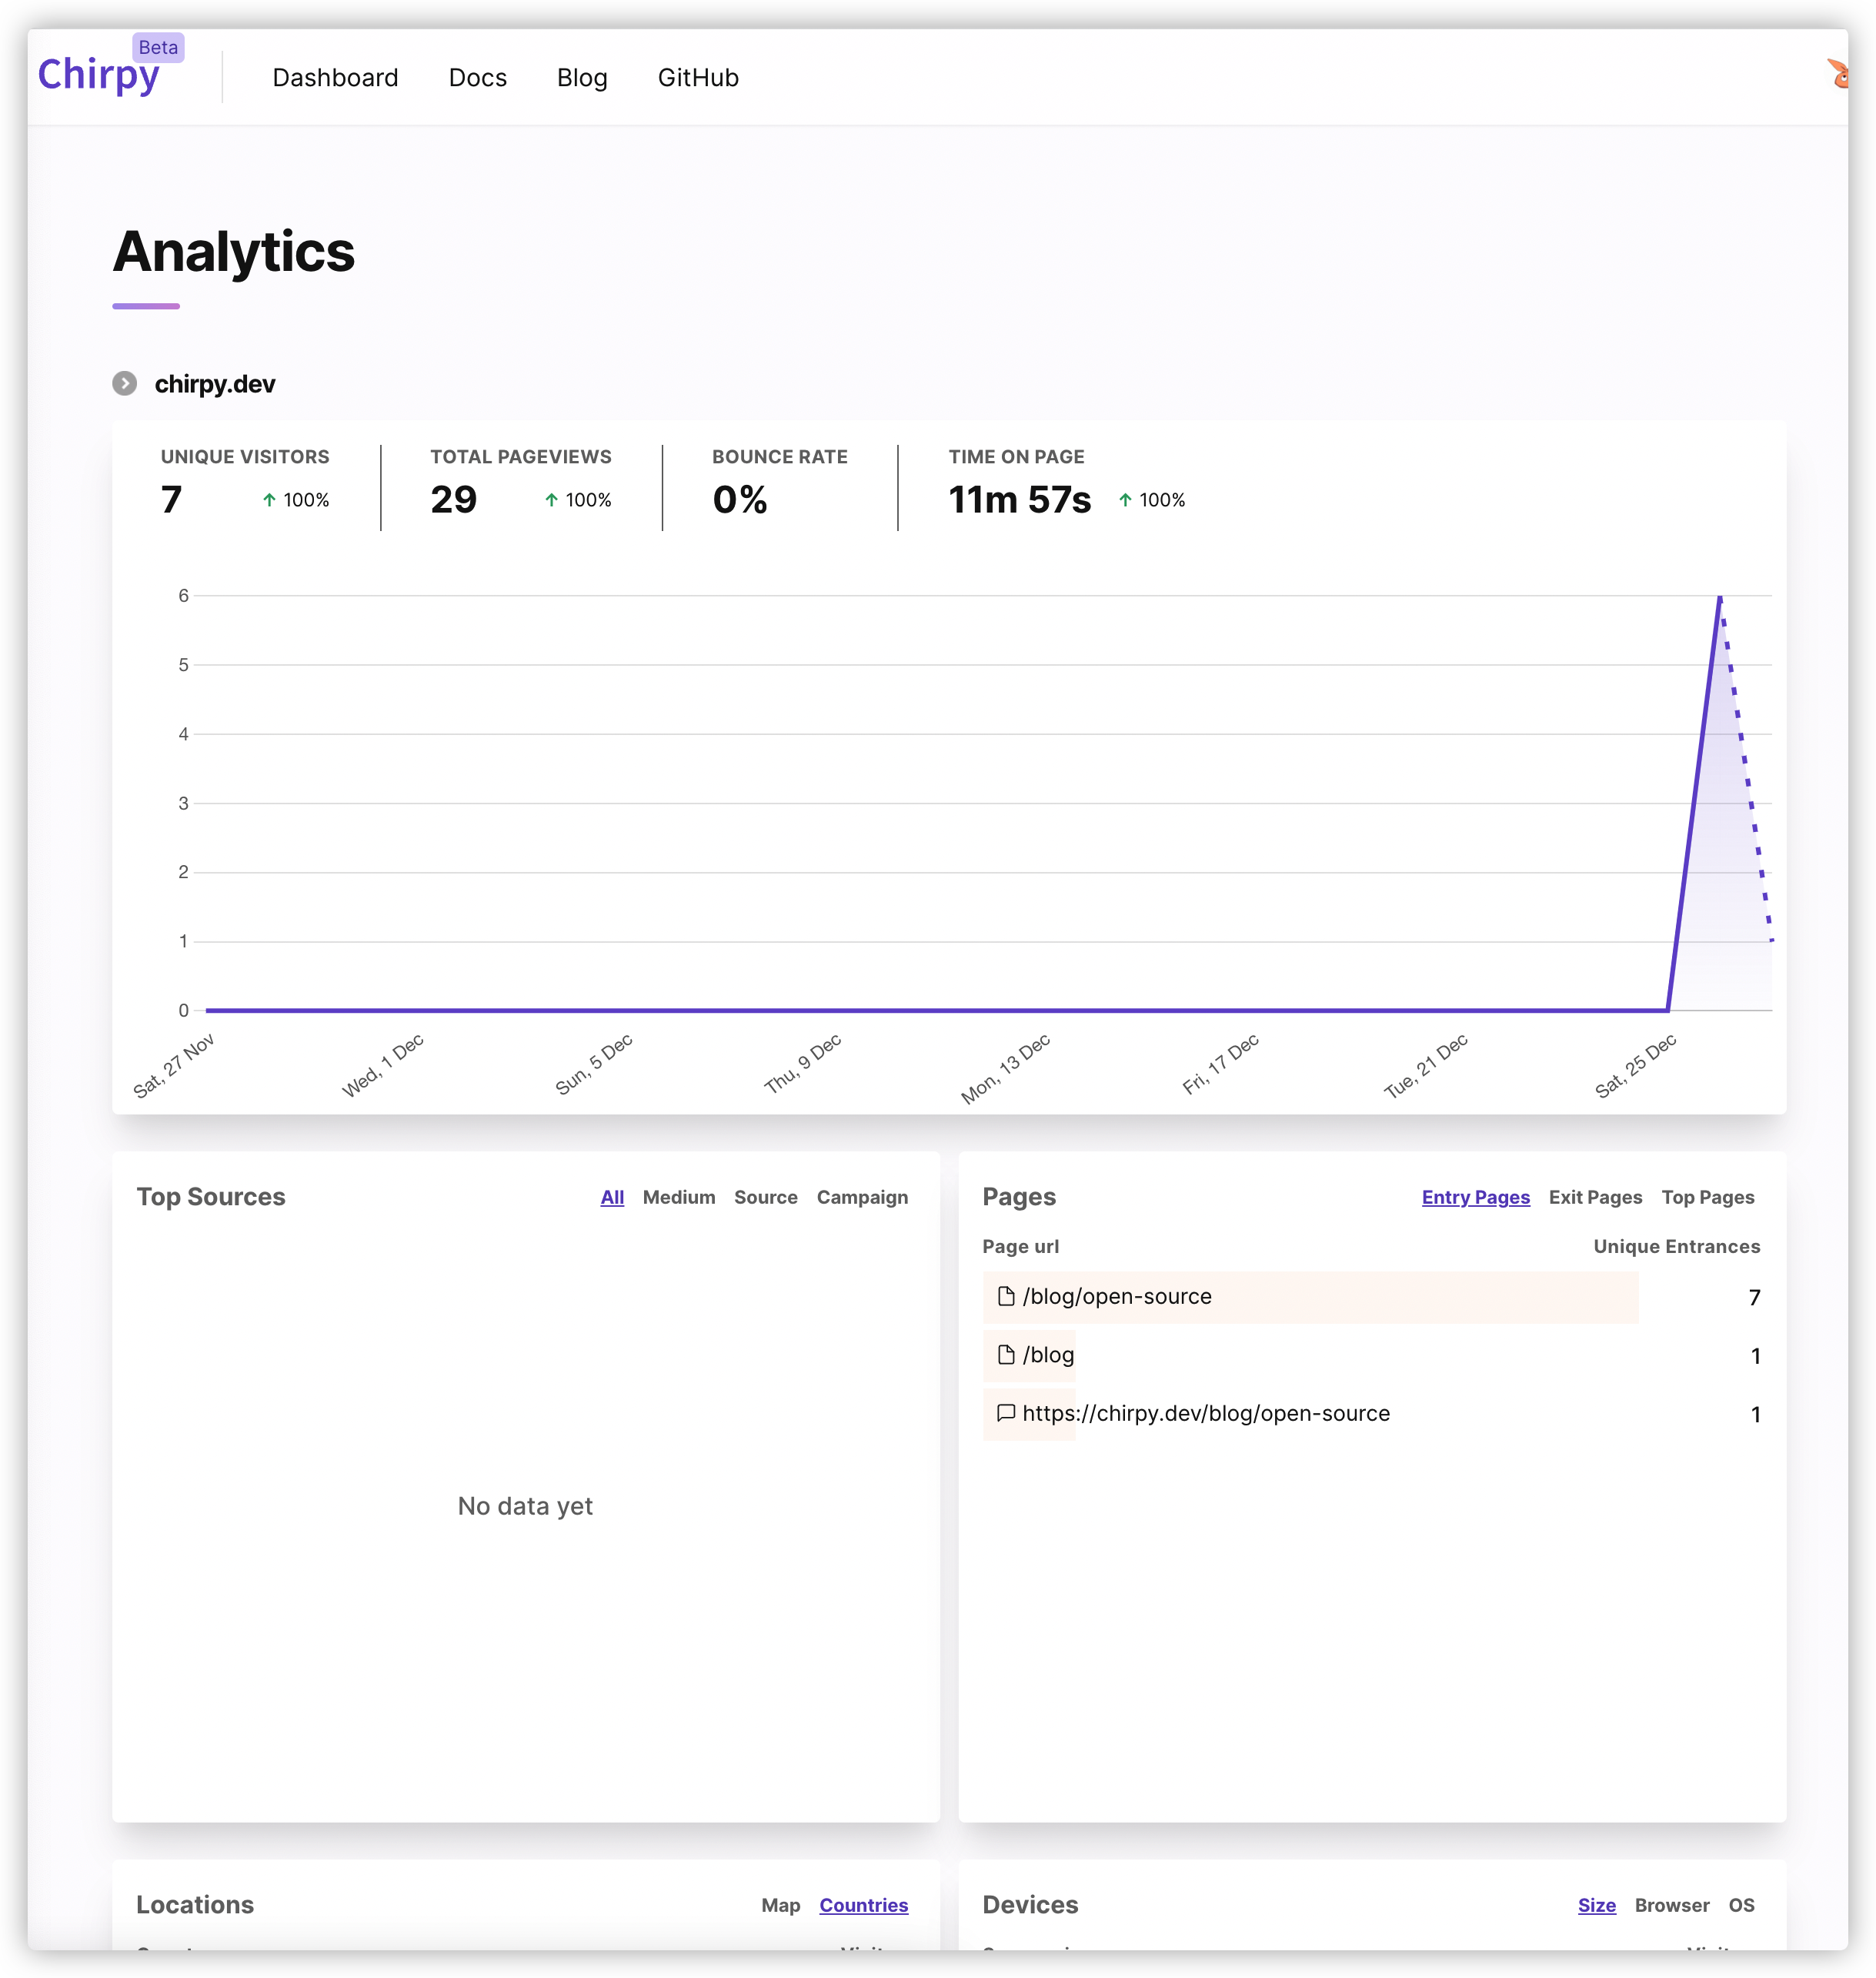 Chirpy Beta
Dashboard Docs Blog GitHub
Analytics
chirpy.dev
UNIQUE VISITORS TOTAL PAGEVIEWS BOUNCE RATE TIME ON PAGE
7 100% 29 100% 0% 11m 57s 100%
6
5
4
3
2
1
0
Sat, 27 Nov Wed, 1 Dec Sun, 5 Dec Thu, 9 Dec Mon, 13 Dec Fri, 17 Dec Tue, 21 Dec Sat, 25 Dec
Top Sources All Medium Source Campaign
No data yet
Pages Entry Pages Exit Pages Top Pages
Page url Unique Entrances
/blog/open-source 7
/blog 1
https://chirpy.dev/blog/open-source 1
Locations Map Countries
Devices Size Browser OS